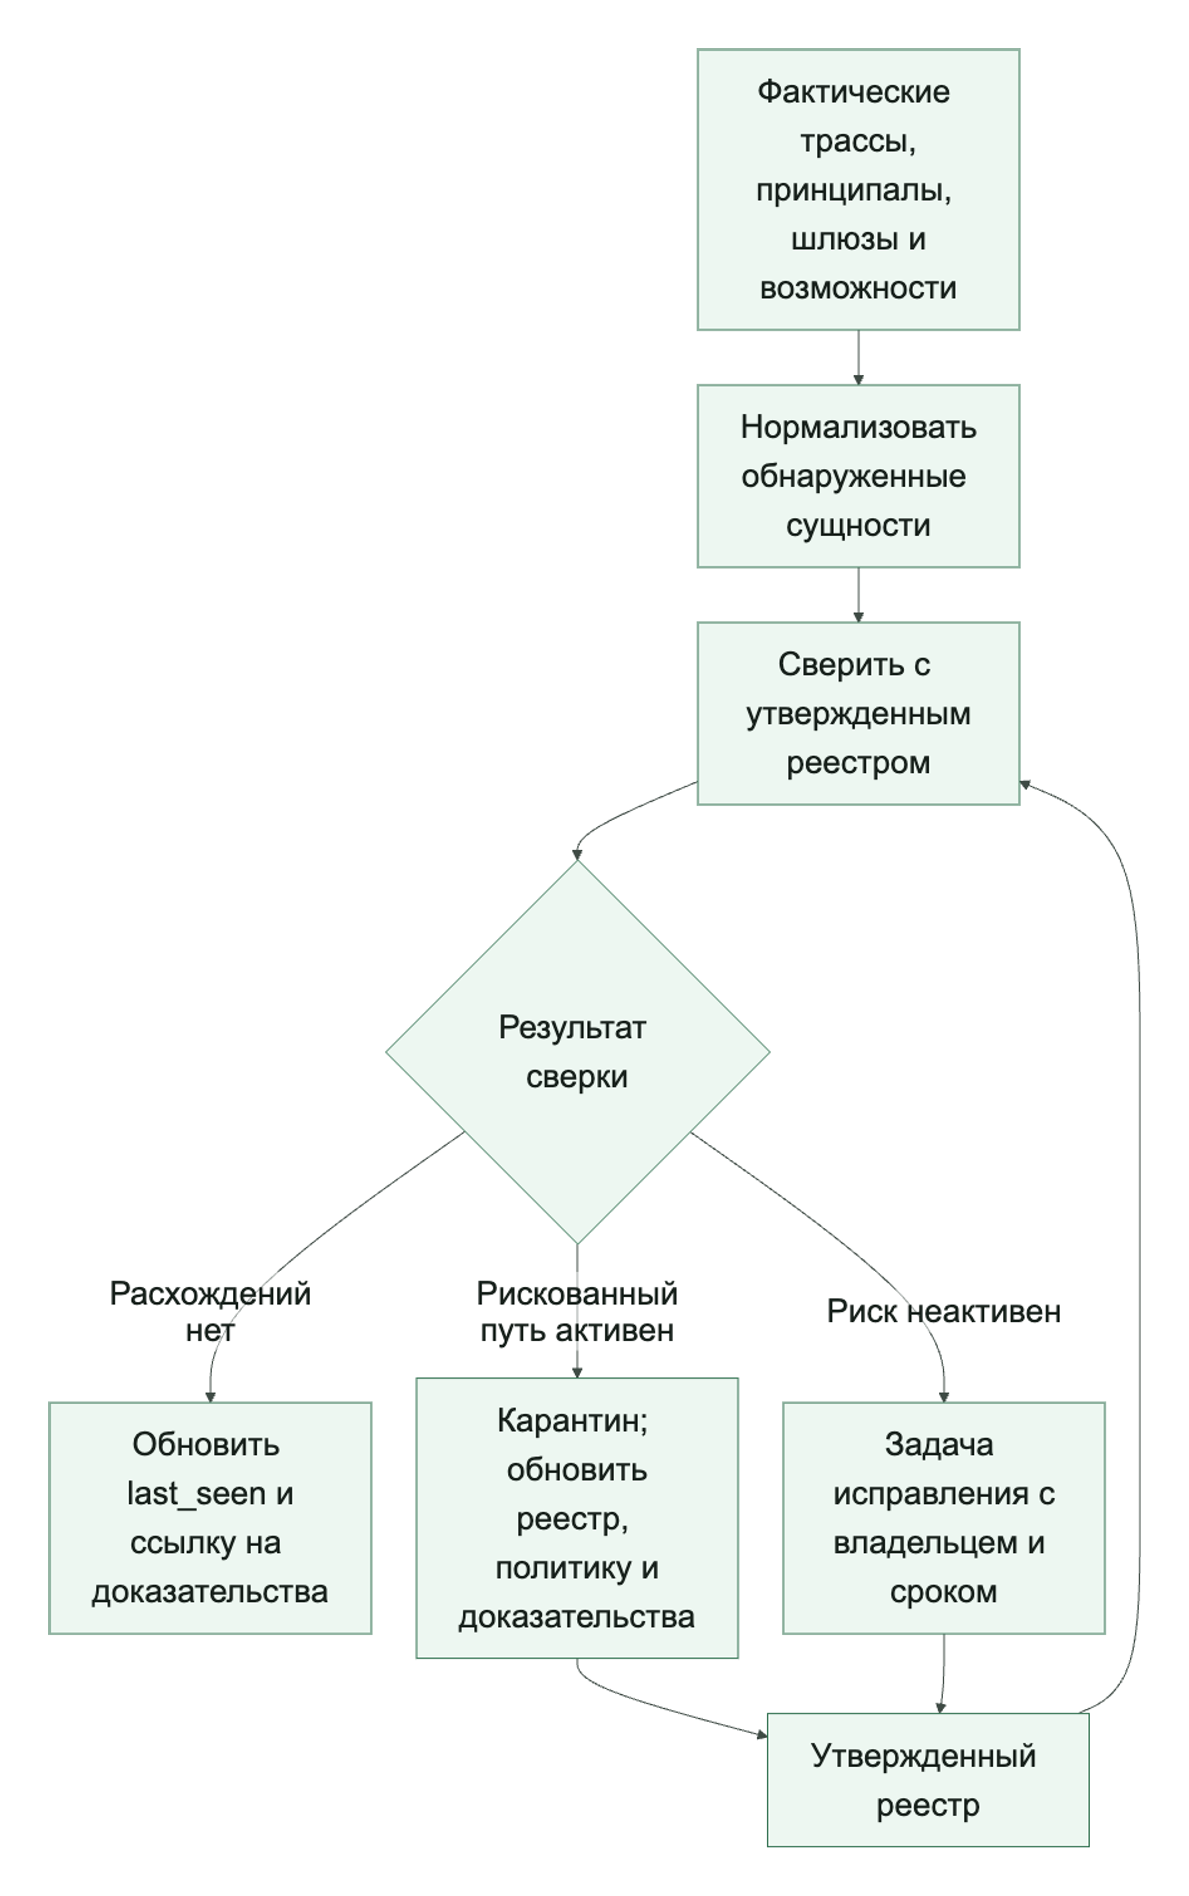 Фактические
трассы,
принципалы,
шлюзы и
возможности
Нормализовать
обнаруженные
сущности
Сверить с
утвержденным
реестром
Результат
сверки
Расхождений
нет
Рискованный
путь активен
Риск неактивен
Обновить
last_seen и
ссылку на
доказательства
Карантин;
обновить
реестр,
политику и
доказательства
Задача
исправления с
владельцем и
сроком
Утвержденный
реестр